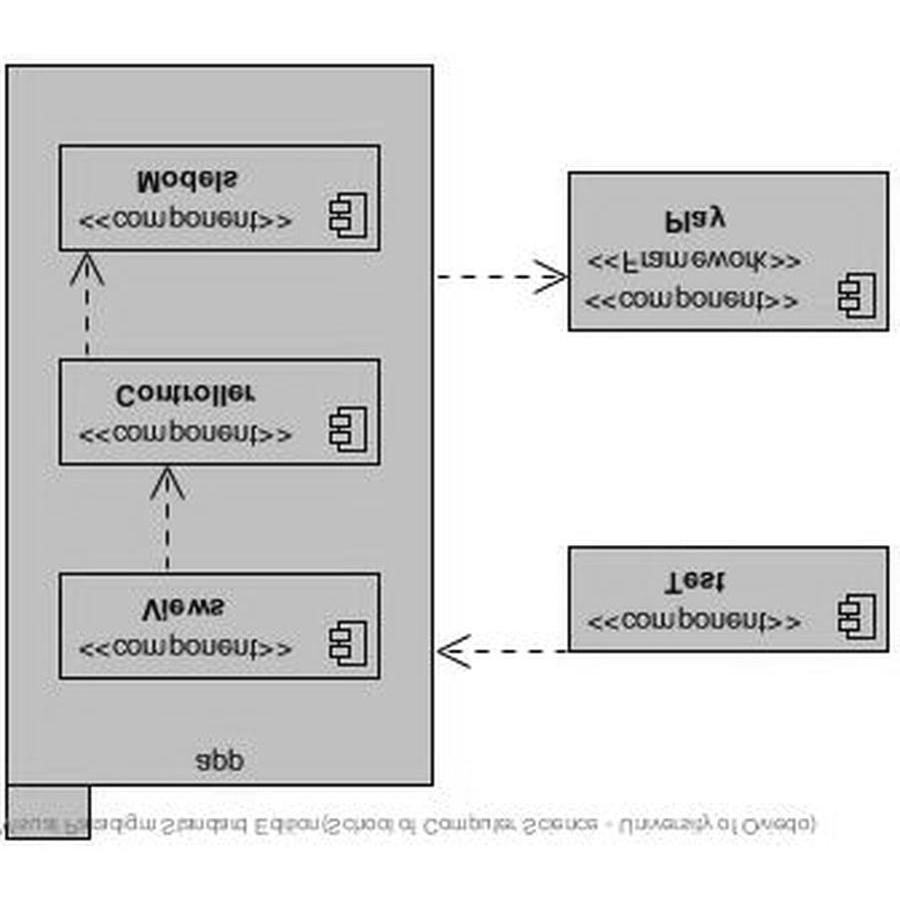 Visual Paradigm Standard Edition(School of Computer Science - University of Oviedo)
app
<<component>>
Views
<<component>>
Controller
<<component>>
Models
<<component>>
Test
<<component>>
<<Framework>>
Play